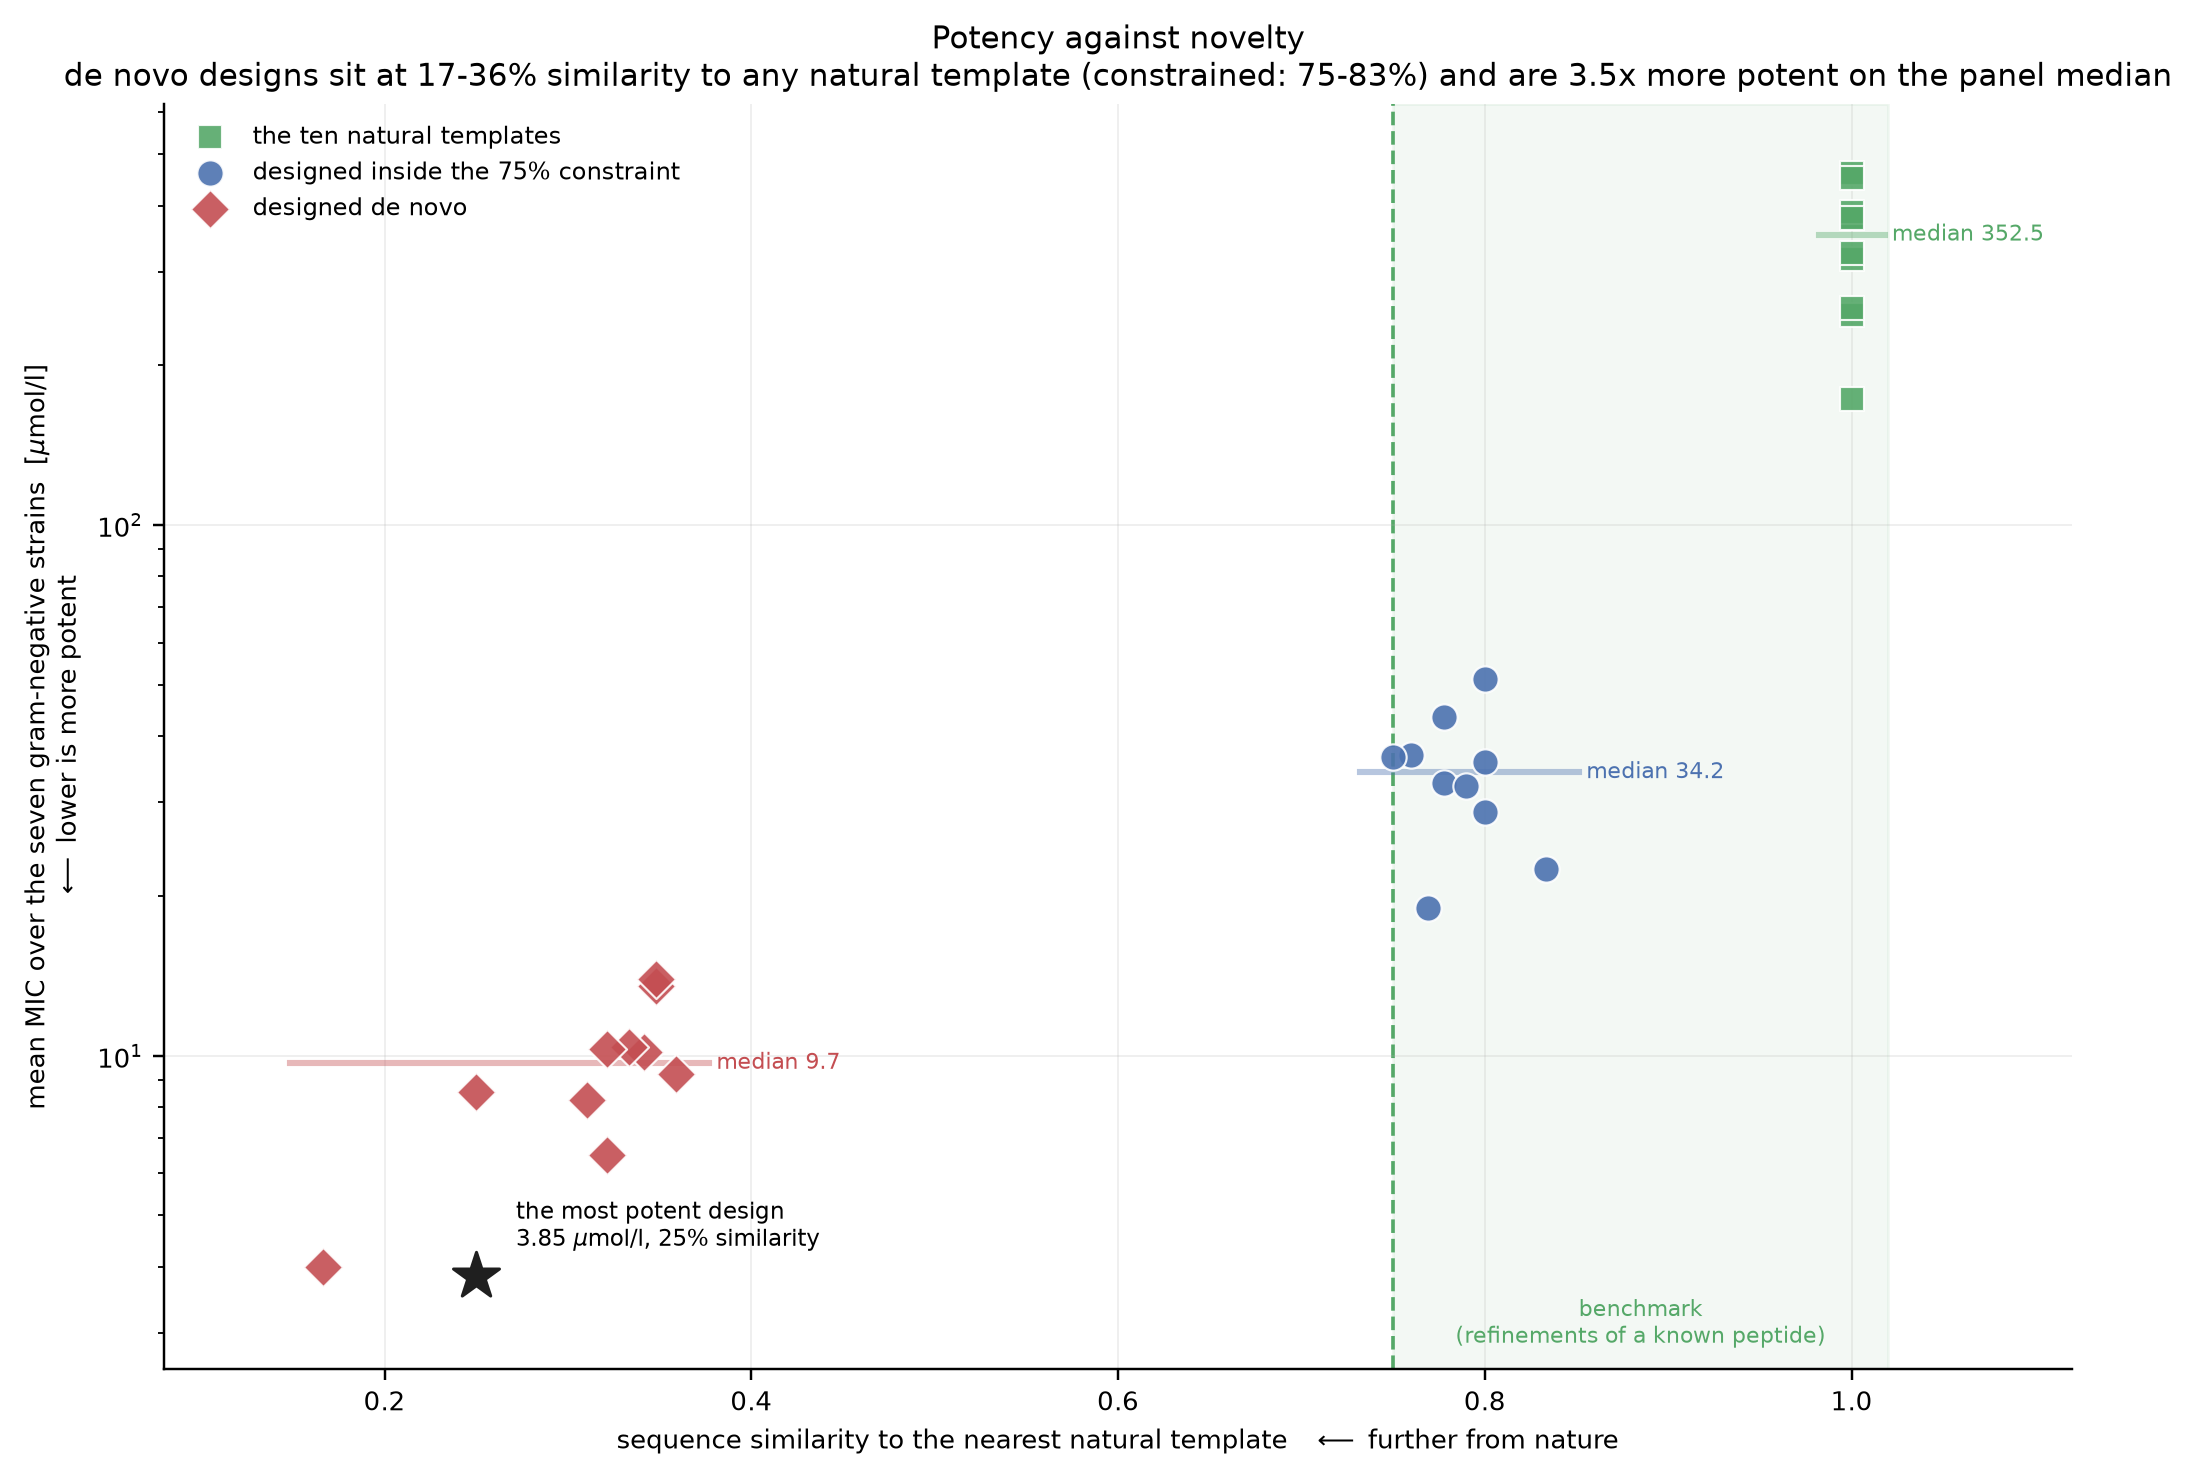 Potency against novelty
de novo designs sit at 17-36% similarity to any natural template (constrained: 75-83%) and are 3.5x more potent on the panel median
the ten natural templates
designed inside the 75% constraint
designed de novo
median 352.5
median 34.2
median 9.7
the most potent design
3.85 μmol/l, 25% similarity
benchmark
(refinements of a known peptide)
mean MIC over the seven gram-negative strains [μmol/l]
⟵ lower is more potent
10²
10¹
0.2
0.4
0.6
0.8
1.0
sequence similarity to the nearest natural template ⟵ further from nature